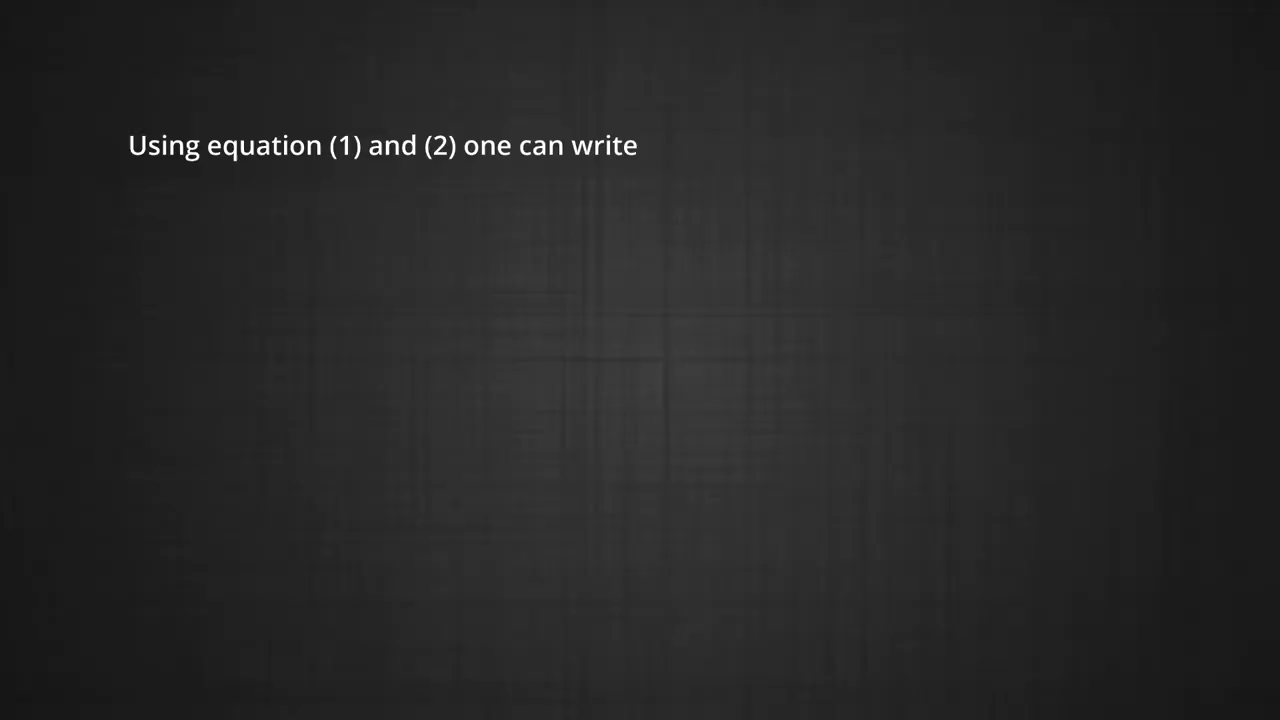 Using equation (1) and (2) one can write